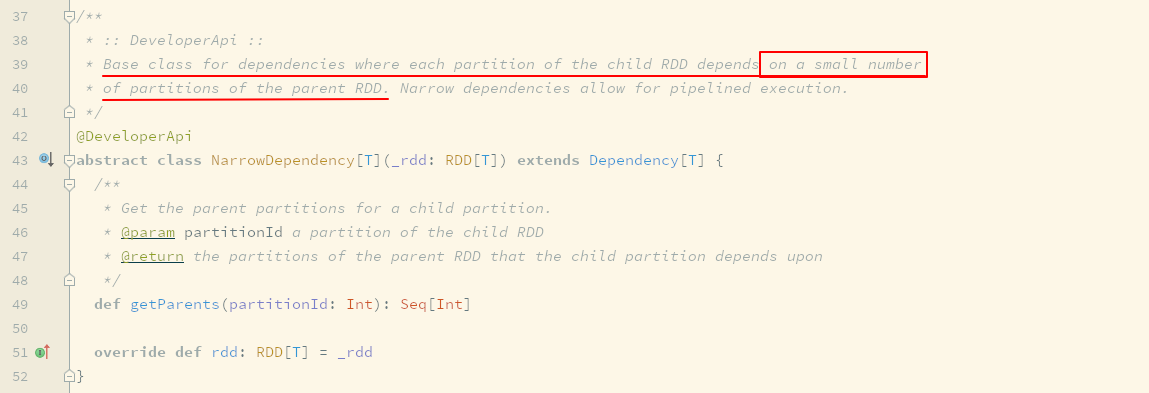 37 /**
38  * :: DeveloperApi ::
39  * Base class for dependencies where each partition of the child RDD depends on a small number
40  * of partitions of the parent RDD. Narrow dependencies allow for pipelined execution.
41  */
42 @DeveloperApi
43 abstract class NarrowDependency[T](_rdd: RDD[T]) extends Dependency[T] {
44   /**
45    * Get the parent partitions for a child partition.
46    * @param partitionId a partition of the child RDD
47    * @return the partitions of the parent RDD that the child partition depends upon
48    */
49   def getParents(partitionId: Int): Seq[Int]
50
51   override def rdd: RDD[T] = _rdd
52 }